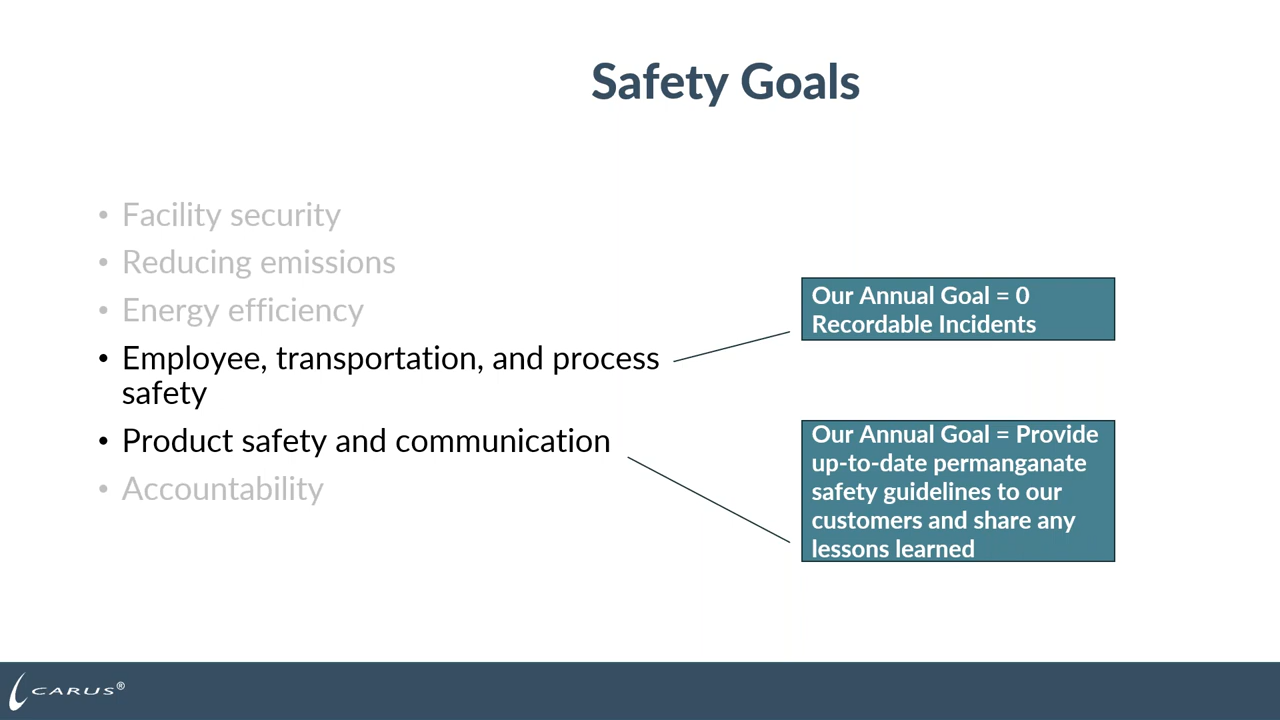 Safety Goals
• Facility security
• Reducing emissions
• Energy efficiency
• Employee, transportation, and process
safety
• Product safety and communication
• Accountability
Our Annual Goal = 0
Recordable Incidents
Our Annual Goal = Provide
up-to-date permanganate
safety guidelines to our
customers and share any
lessons learned
CARUS®